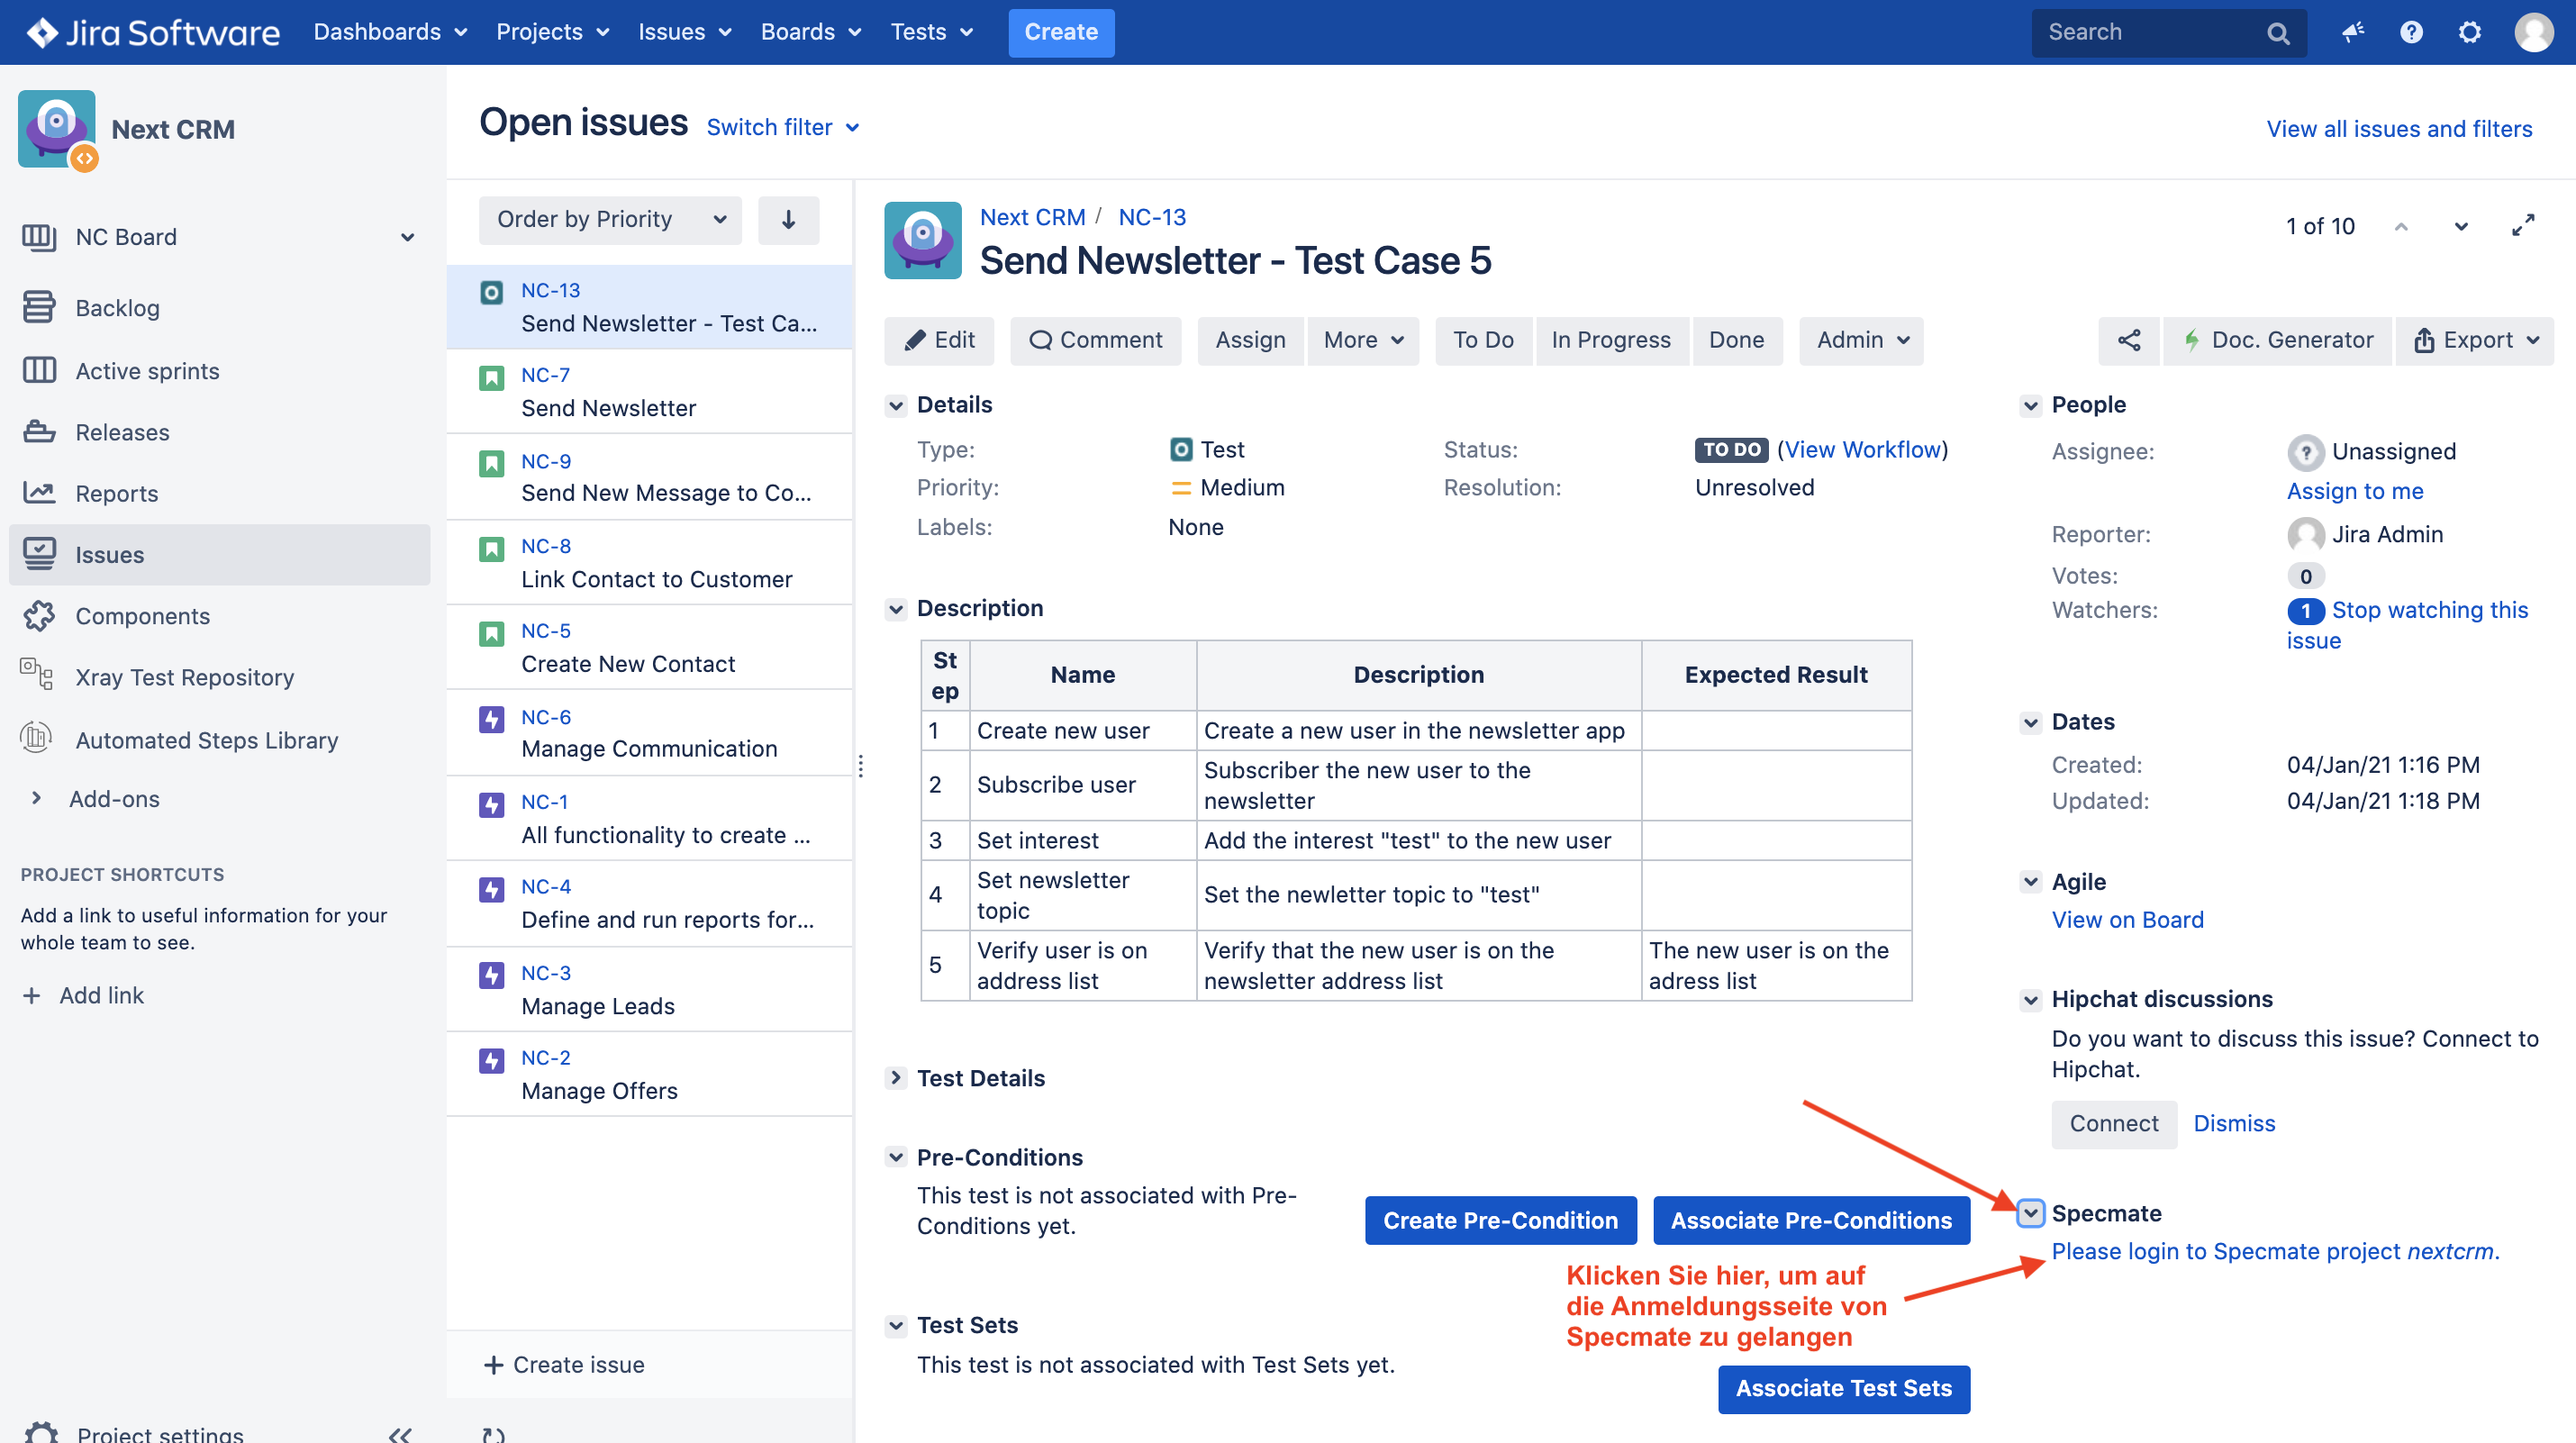 Jira Software
Dashboards
Projects
Issues
Boards
Tests
Create
Search
Next CRM
NC Board
Backlog
Active sprints
Releases
Reports
Issues
Components
Xray Test Repository
Automated Steps Library
Add-ons
PROJECT SHORTCUTS
Add a link to useful information for your
whole team to see.
+ Add link
Project settings
Open issues
Switch filter
View all issues and filters
Order by Priority
NC-13
Send Newsletter - Test Ca...
NC-7
Send Newsletter
NC-9
Send New Message to Co...
NC-8
Link Contact to Customer
NC-5
Create New Contact
NC-6
Manage Communication
NC-1
All functionality to create ...
NC-4
Define and run reports for...
NC-3
Manage Leads
NC-2
Manage Offers
+ Create issue
Next CRM / NC-13
Send Newsletter - Test Case 5
1 of 10
Edit
Comment
Assign
More
To Do
In Progress
Done
Admin
Doc. Generator
Export
Details
Type:
Test
Status:
TO DO (View Workflow)
Priority:
Medium
Resolution:
Unresolved
Labels:
None
Description
St
ep
Name
Description
Expected Result
1
Create new user
Create a new user in the newsletter app
2
Subscribe user
Subscriber the new user to the
newsletter
3
Set interest
Add the interest "test" to the new user
4
Set newsletter
topic
Set the newletter topic to "test"
5
Verify user is on
address list
Verify that the new user is on the
newsletter address list
The new user is on the
adress list
Test Details
Pre-Conditions
This test is not associated with Pre-
Conditions yet.
Create Pre-Condition
Associate Pre-Conditions
Klicken Sie hier, um auf
die Anmeldungsseite von
Specmate zu gelangen
Test Sets
This test is not associated with Test Sets yet.
Associate Test Sets
People
Assignee:
Unassigned
Assign to me
Reporter:
Jira Admin
Votes:
0
Watchers:
1 Stop watching this
issue
Dates
Created:
04/Jan/21 1:16 PM
Updated:
04/Jan/21 1:18 PM
Agile
View on Board
Hipchat discussions
Do you want to discuss this issue? Connect to
Hipchat.
Connect
Dismiss
Specmate
Please login to Specmate project nextcrm.